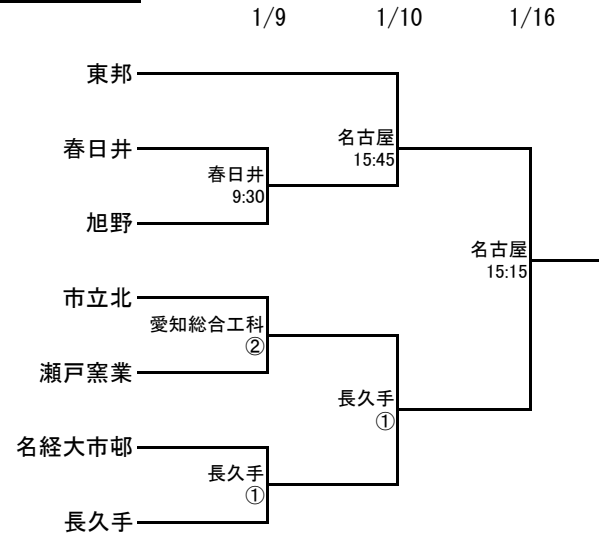 1/9
1/10
1/16
東邦
春日井
旭野
市立北
瀬戸窯業
名経大市邨
長久手
春日井
9:30
愛知総合工科
②
長久手
①
名古屋
15:45
長久手
①
名古屋
15:15